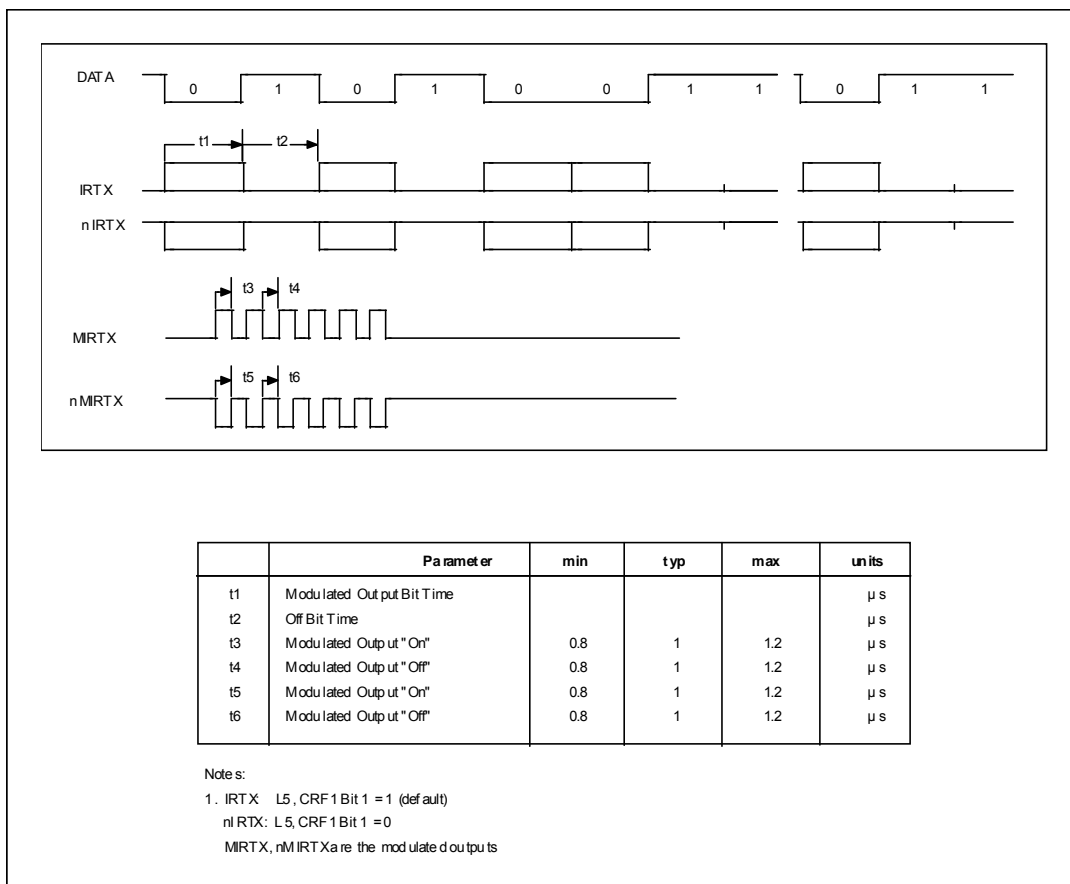 DATA 0 1 0 1 0 0 1 1 0 1 1
t1 t2
IRTX
nIRTX
t3 t4
MIRTX
t5 t6
nMIRTX
Parameter min typ max units
t1 Modulated Output Bit Time µs
t2 Off Bit Time µs
t3 Modulated Output "On" 0.8 1 1.2 µs
t4 Modulated Output "Off" 0.8 1 1.2 µs
t5 Modulated Output "On" 0.8 1 1.2 µs
t6 Modulated Output "Off" 0.8 1 1.2 µs
Notes:
1. IRTX: L5, CRF1 Bit 1 = 1 (default)
nIRTX: L5, CRF1 Bit 1 = 0
MIRTX, nMIRTX are the modulated outputs